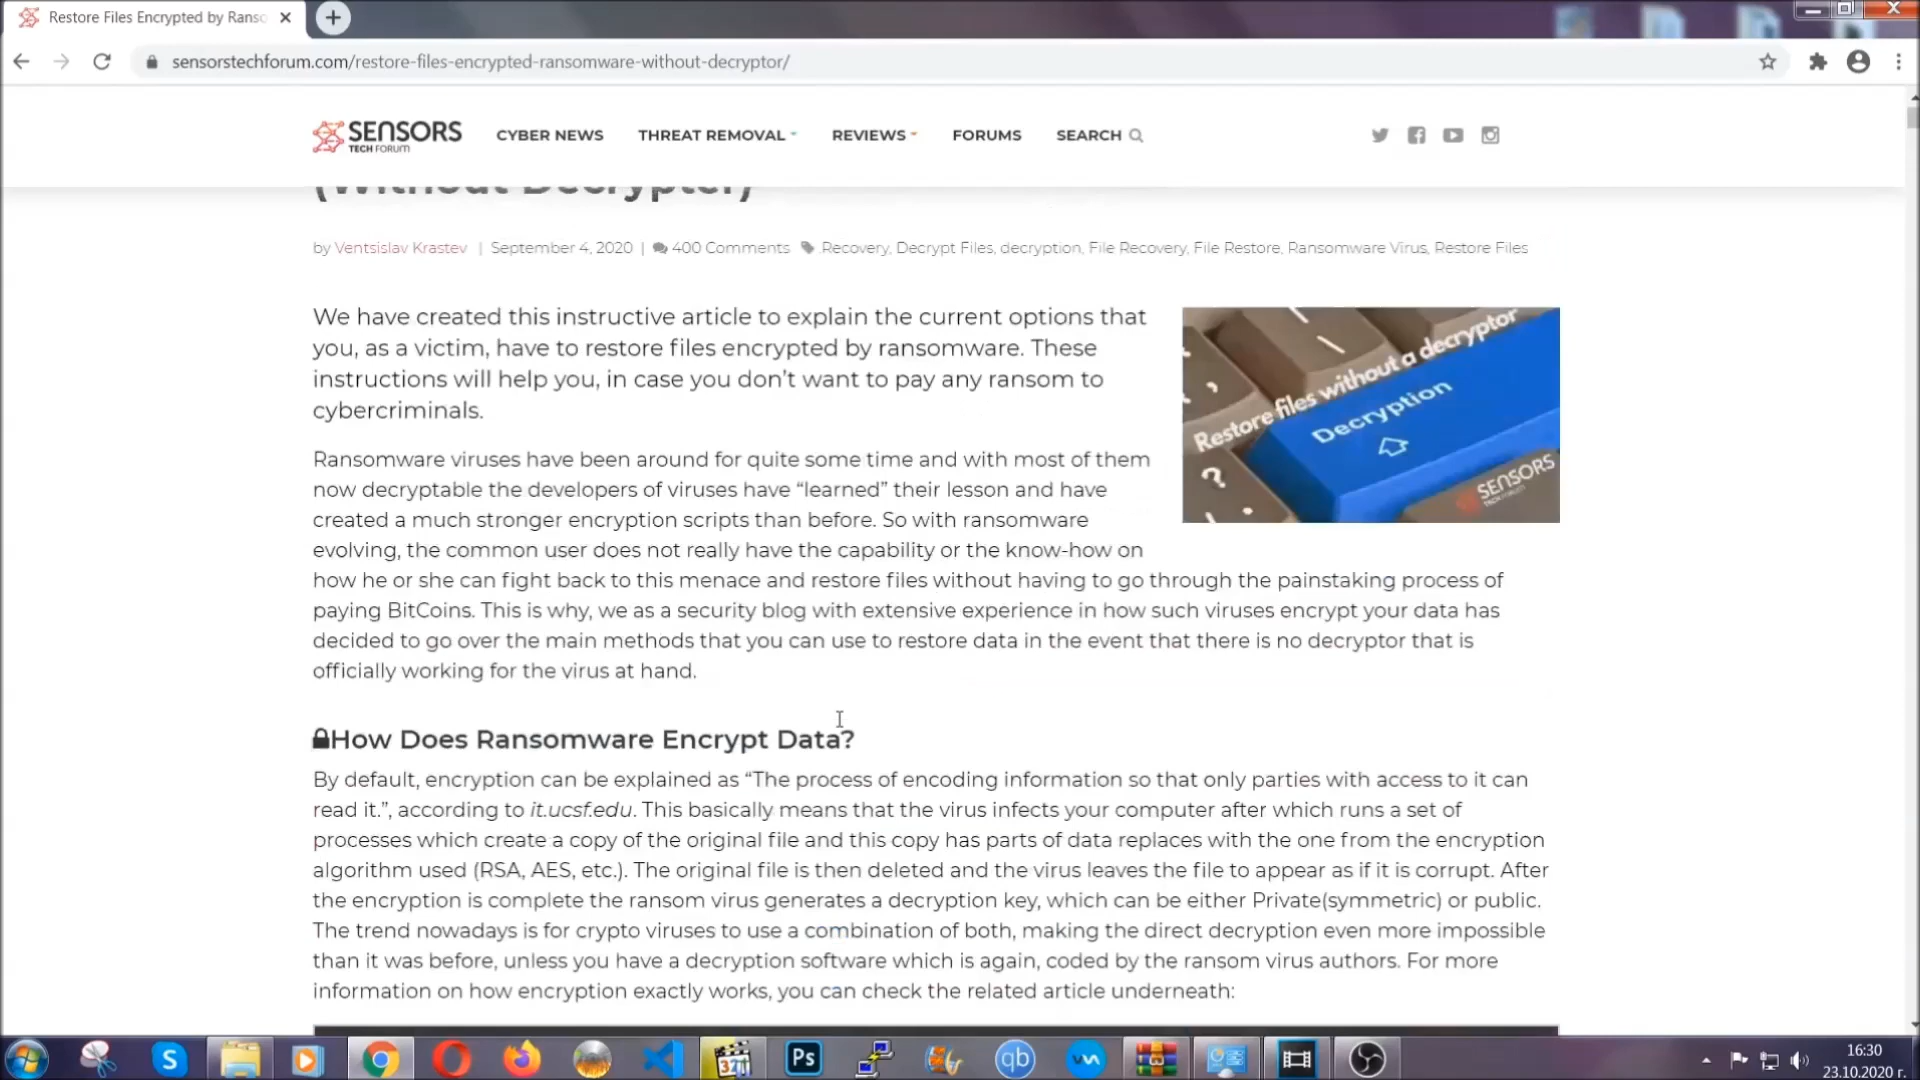 Restore Files Encrypted by Ranso
sensorstechforum.com/restore-files-encrypted-ransomware-without-decryptor/
SENSORS
TECH FORUM
CYBER NEWS THREAT REMOVAL REVIEWS FORUMS SEARCH
(Without Decrypter)
by Ventsislav Krastev | September 4, 2020 | 400 Comments Recovery, Decrypt Files, decryption, File Recovery, File Restore, Ransomware Virus, Restore Files
We have created this instructive article to explain the current options that
you, as a victim, have to restore files encrypted by ransomware. These
instructions will help you, in case you don’t want to pay any ransom to
cybercriminals.
Restore files without a decryptor
Decryption
SENSORS
Ransomware viruses have been around for quite some time and with most of them
now decryptable the developers of viruses have “learned” their lesson and have
created a much stronger encryption scripts than before. So with ransomware
evolving, the common user does not really have the capability or the know-how on
how he or she can fight back to this menace and restore files without having to go through the painstaking process of
paying BitCoins. This is why, we as a security blog with extensive experience in how such viruses encrypt your data has
decided to go over the main methods that you can use to restore data in the event that there is no decryptor that is
officially working for the virus at hand.
How Does Ransomware Encrypt Data?
By default, encryption can be explained as “The process of encoding information so that only parties with access to it can
read it.”, according to it.ucsf.edu. This basically means that the virus infects your computer after which runs a set of
processes which create a copy of the original file and this copy has parts of data replaces with the one from the encryption
algorithm used (RSA, AES, etc.). The original file is then deleted and the virus leaves the file to appear as if it is corrupt. After
the encryption is complete the ransom virus generates a decryption key, which can be either Private(symmetric) or public.
The trend nowadays is for crypto viruses to use a combination of both, making the direct decryption even more impossible
than it was before, unless you have a decryption software which is again, coded by the ransom virus authors. For more
information on how encryption exactly works, you can check the related article underneath:
S
Ps
qb
16:30
23.10.2020 г.